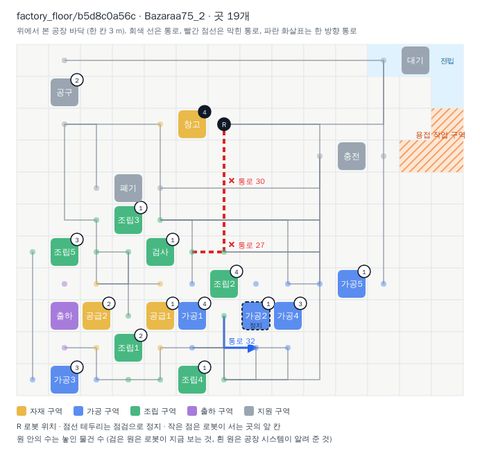 factory_floor/b5d8c0a56c · Bazaraa75_2 · 곳 19개
위에서 본 공장 바닥 (한 칸 3 m). 회색 선은 통로, 빨간 점선은 막힌 통로, 파란 화살표는 한 방향 통로
대기
전립
2
공구
4
창고
R
용접 작업 구역
충전
폐기
× 통로 30
1
조립3
3
조립5
1
검사
× 통로 27
4
조립2
1
가공5
출하
2
공급2
1
공급1
4
가공1
1
가공2
정지
3
가공4
2
조립1
통로 32
3
가공3
1
조립4
자재 구역
가공 구역
조립 구역
출하 구역
지원 구역
R 로봇 위치 · 점선 테두리는 점검으로 정지 · 작은 점은 로봇이 서는 곳의 앞 칸
원 안의 수는 놓인 물건 수 (검은 원은 로봇이 지금 보는 것, 흰 원은 공장 시스템이 알려 준 것)